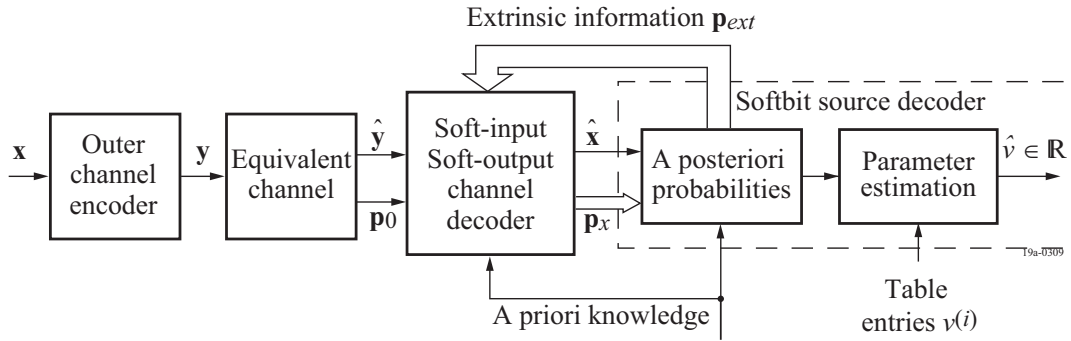 Extrinsic information p_ext
Softbit source decoder
x
Outer
channel
encoder
y
Equivalent
channel
ŷ
p0
Soft-input
Soft-output
channel
decoder
x̂
p_x
A posteriori
probabilities
Parameter
estimation
v̂ ∈ ℝ
19a-0309
A priori knowledge
Table
entries v(i)